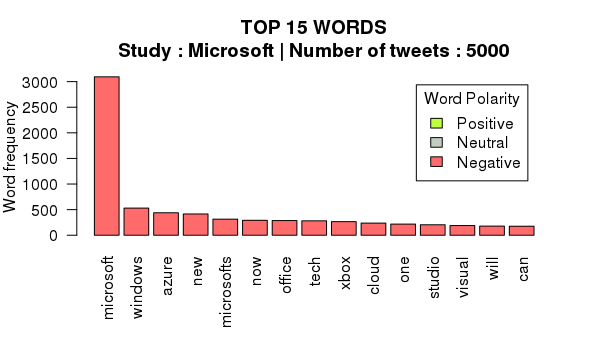 TOP 15 WORDS
Study : Microsoft | Number of tweets : 5000
Word frequency
3000
2500
2000
1500
1000
500
0
Word Polarity
Positive
Neutral
Negative
microsoft
windows
azure
new
microsofts
now
office
tech
xbox
cloud
one
studio
visual
will
can